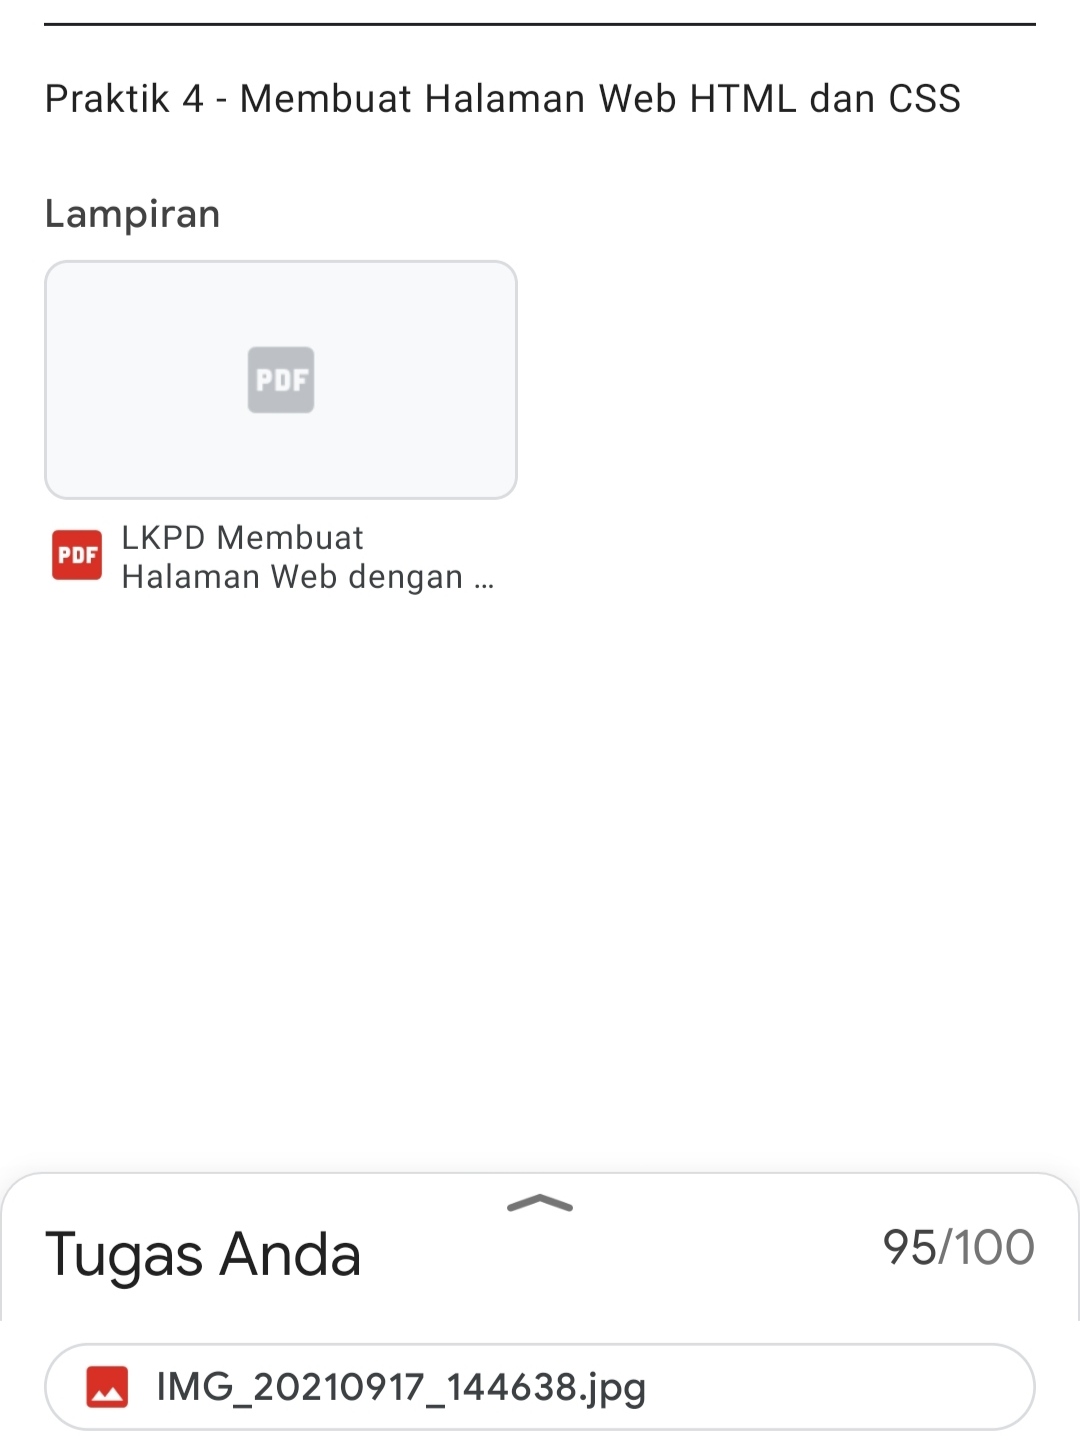 Praktik 4 - Membuat Halaman Web HTML dan CSS
Lampiran
PDF
PDF
LKPD Membuat
Halaman Web dengan ...
Tugas Anda
95/100
IMG_20210917_144638.jpg